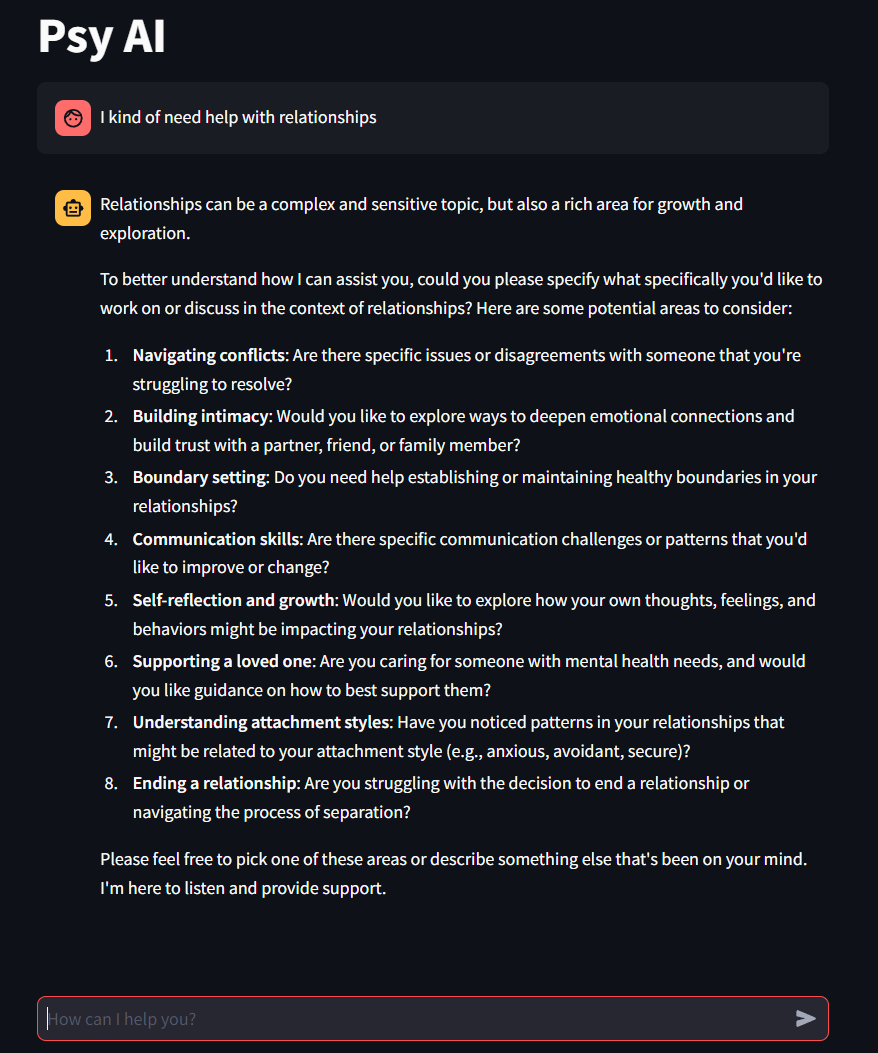 Psy AI
I kind of need help with relationships
Relationships can be a complex and sensitive topic, but also a rich area for growth and
exploration.
To better understand how I can assist you, could you please specify what specifically you'd like to
work on or discuss in the context of relationships? Here are some potential areas to consider:
1. Navigating conflicts: Are there specific issues or disagreements with someone that you're
struggling to resolve?
2. Building intimacy: Would you like to explore ways to deepen emotional connections and
build trust with a partner, friend, or family member?
3. Boundary setting: Do you need help establishing or maintaining healthy boundaries in your
relationships?
4. Communication skills: Are there specific communication challenges or patterns that you'd
like to improve or change?
5. Self-reflection and growth: Would you like to explore how your own thoughts, feelings, and
behaviors might be impacting your relationships?
6. Supporting a loved one: Are you caring for someone with mental health needs, and would
you like guidance on how to best support them?
7. Understanding attachment styles: Have you noticed patterns in your relationships that
might be related to your attachment style (e.g., anxious, avoidant, secure)?
8. Ending a relationship: Are you struggling with the decision to end a relationship or
navigating the process of separation?
Please feel free to pick one of these areas or describe something else that's been on your mind.
I'm here to listen and provide support.
How can I help you?